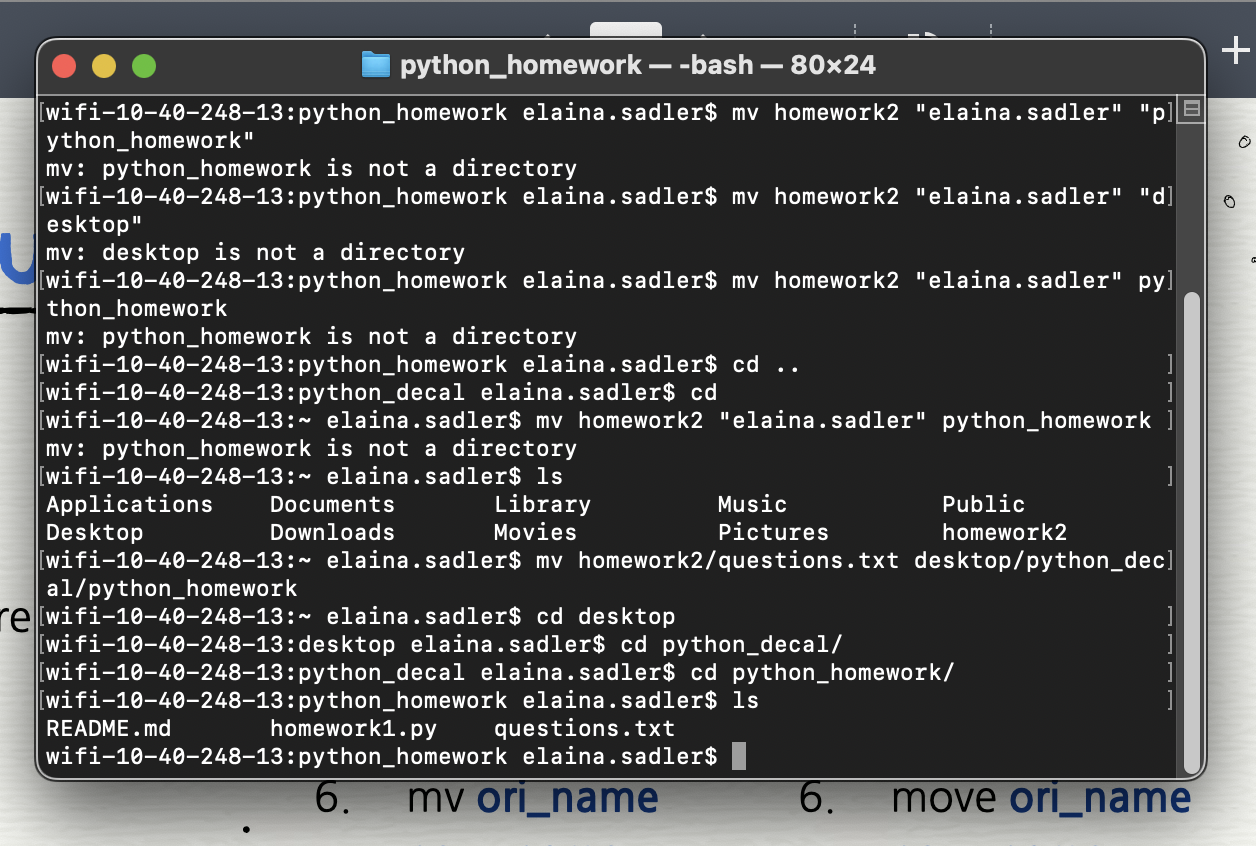 python_homework — -bash — 80×24
[wifi-10-40-248-13:python_homework elaina.sadler$ mv homework2 "elaina.sadler" "p]
ython_homework"
mv: python_homework is not a directory
[wifi-10-40-248-13:python_homework elaina.sadler$ mv homework2 "elaina.sadler" "d]
esktop"
mv: desktop is not a directory
[wifi-10-40-248-13:python_homework elaina.sadler$ mv homework2 "elaina.sadler" py]
thon_homework
mv: python_homework is not a directory
[wifi-10-40-248-13:python_homework elaina.sadler$ cd .. ]
[wifi-10-40-248-13:python_decal elaina.sadler$ cd ]
[wifi-10-40-248-13:~ elaina.sadler$ mv homework2 "elaina.sadler" python_homework ]
mv: python_homework is not a directory
[wifi-10-40-248-13:~ elaina.sadler$ ls ]
Applications Documents Library Music Public
Desktop Downloads Movies Pictures homework2
[wifi-10-40-248-13:~ elaina.sadler$ mv homework2/questions.txt desktop/python_dec]
al/python_homework
[wifi-10-40-248-13:~ elaina.sadler$ cd desktop ]
[wifi-10-40-248-13:desktop elaina.sadler$ cd python_decal/ ]
[wifi-10-40-248-13:python_decal elaina.sadler$ cd python_homework/ ]
[wifi-10-40-248-13:python_homework elaina.sadler$ ls ]
README.md homework1.py questions.txt
wifi-10-40-248-13:python_homework elaina.sadler$
re
6. mv ori_name
6. move ori_name